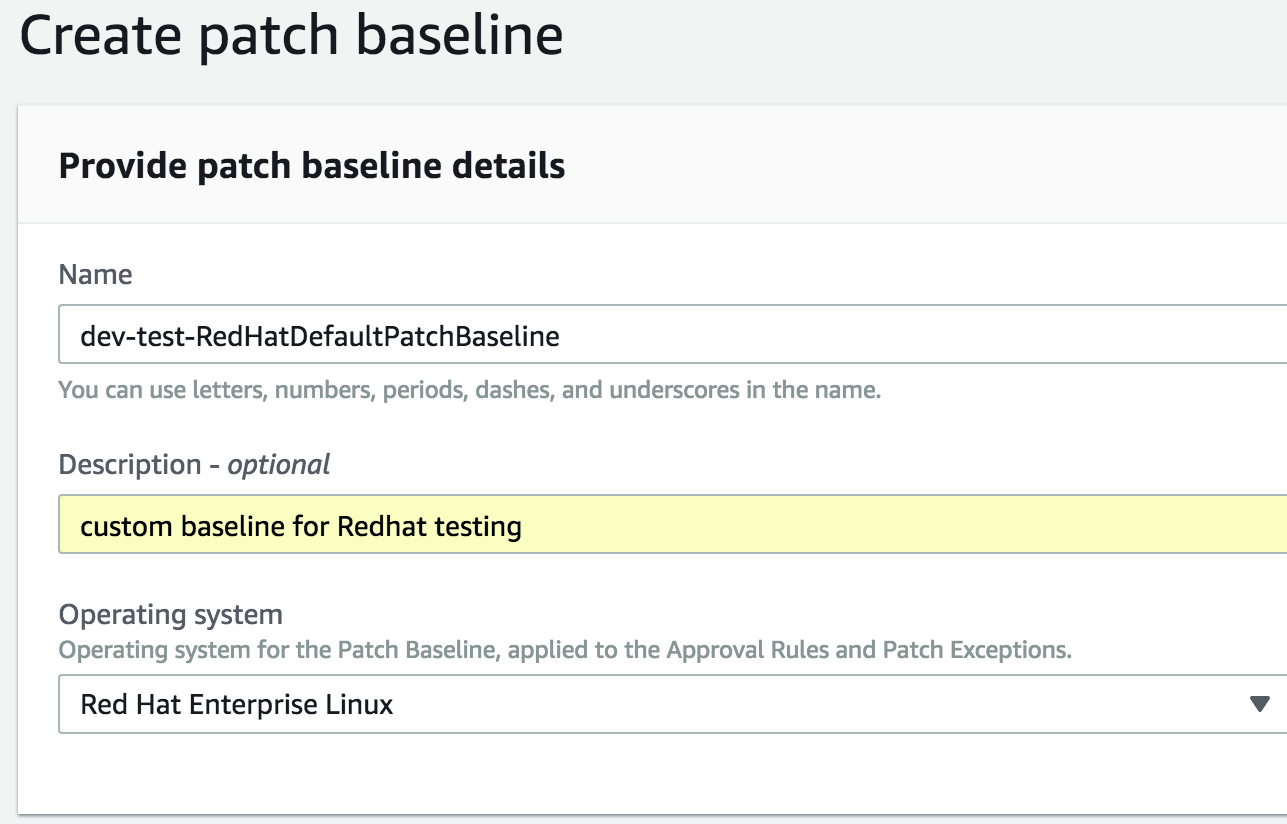 Create patch baseline
Provide patch baseline details
Name
dev-test-RedHatDefaultPatchBaseline
You can use letters, numbers, periods, dashes, and underscores in the name.
Description - optional
custom baseline for Redhat testing
Operating system
Operating system for the Patch Baseline, applied to the Approval Rules and Patch Exceptions.
Red Hat Enterprise Linux